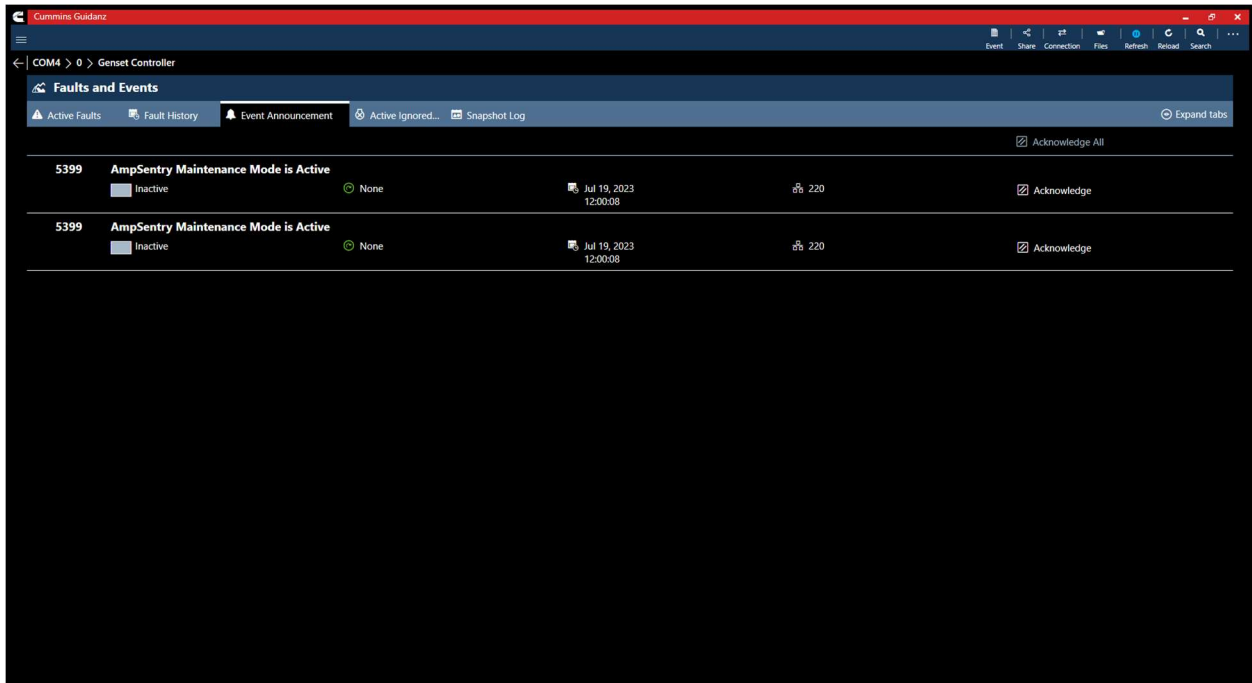 Cummins Guidanz
Event Share Connection Files Refresh Reload Search
COM4 > 0 > Genset Controller
Faults and Events
Active Faults Fault History Event Announcement Active Ignored... Snapshot Log Expand tabs
Acknowledge All
5399 AmpSentry Maintenance Mode is Active
Inactive None Jul 19, 2023 220 Acknowledge
12:00:08
5399 AmpSentry Maintenance Mode is Active
Inactive None Jul 19, 2023 220 Acknowledge
12:00:08